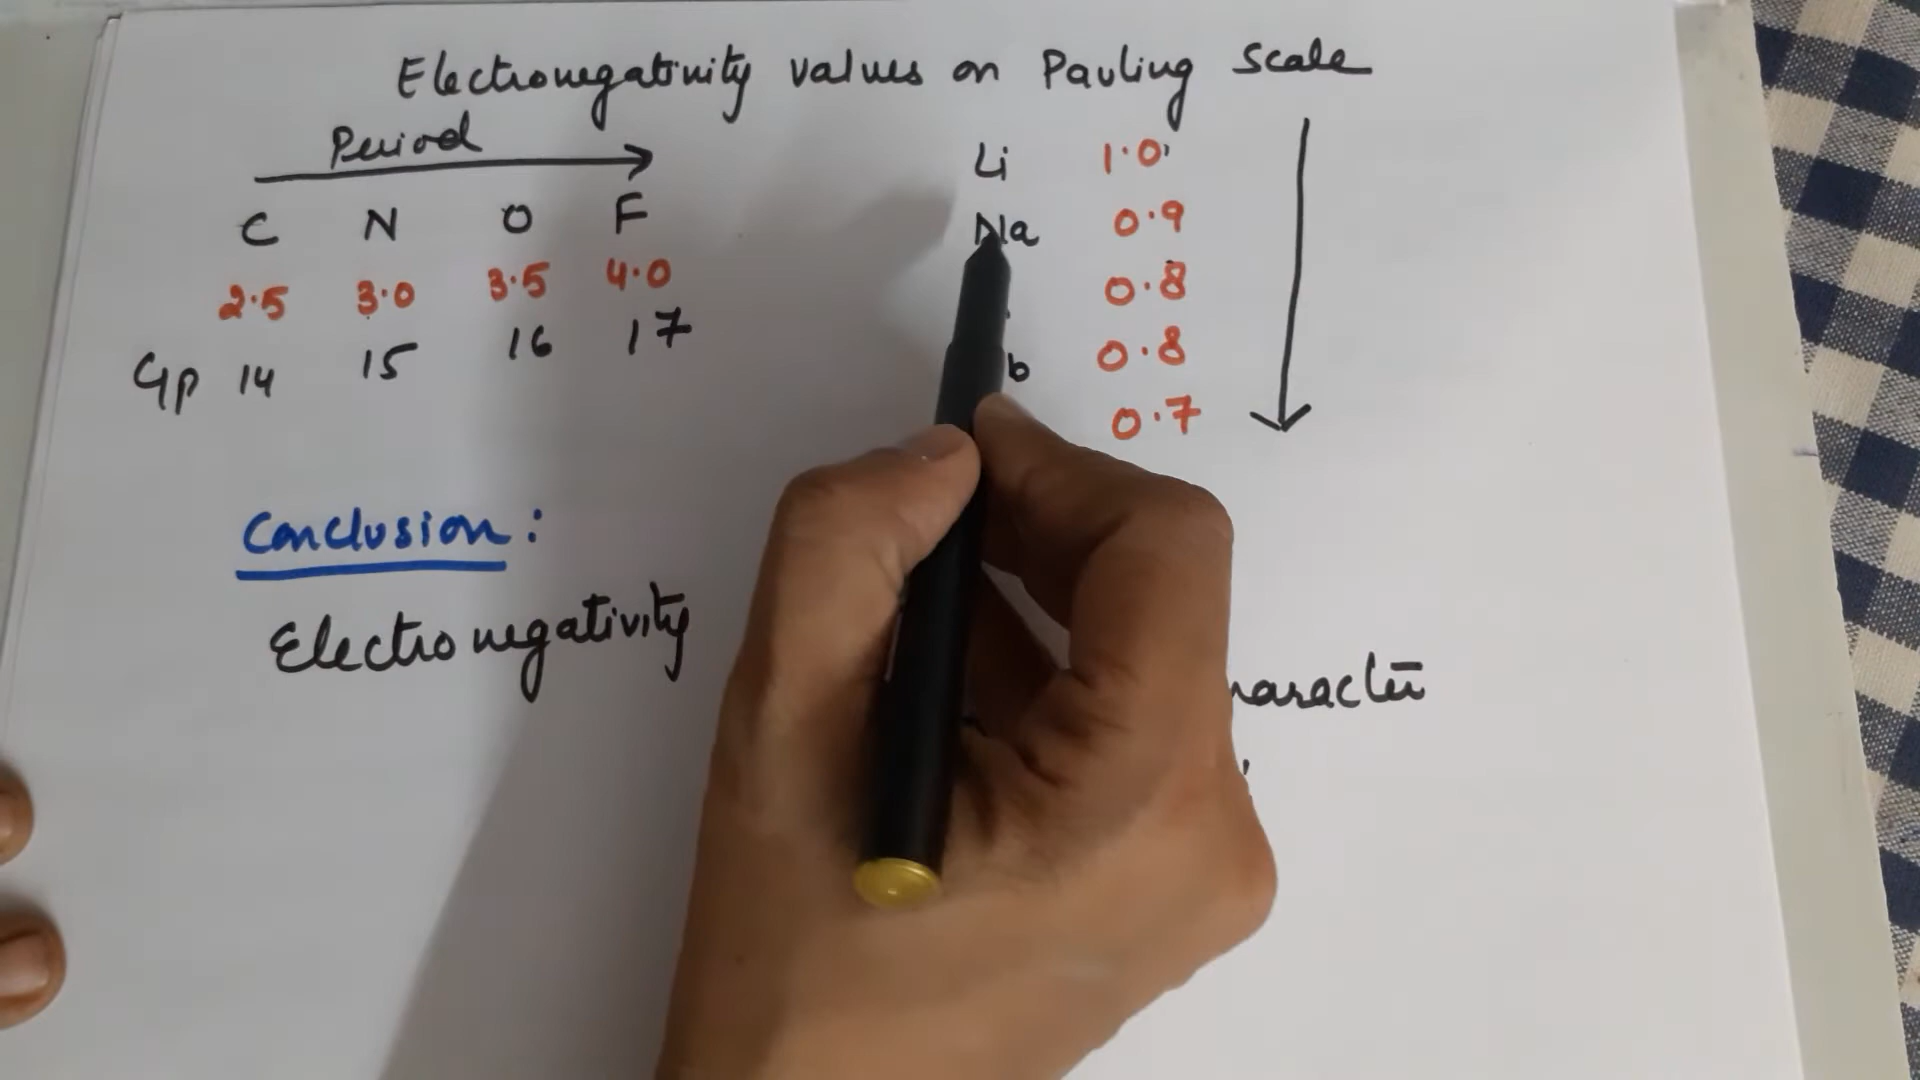 Electronegativity values on Pauling Scale
Period
C N O F
2.5 3.0 3.5 4.0
Gp 14 15 16 17
Li 1.0
Na 0.9
0.8
0.8
0.7
Conclusion:
Electronegativity